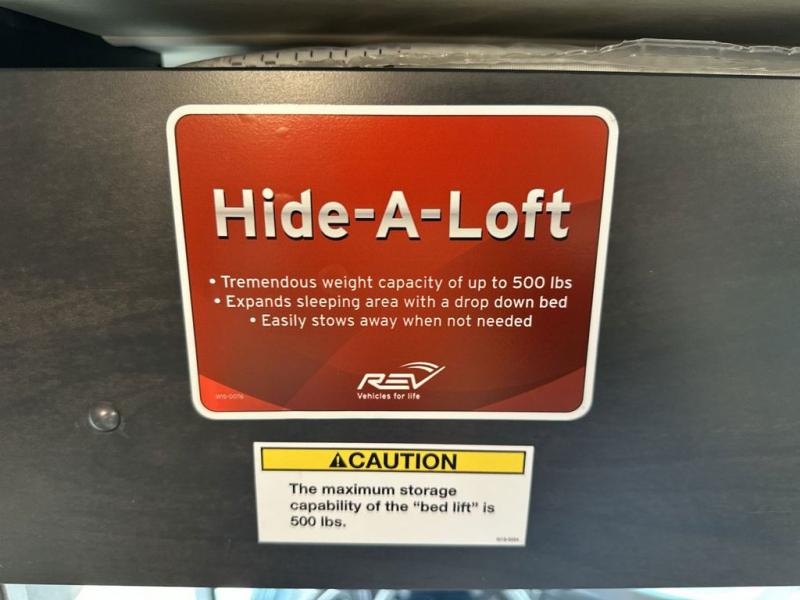 Hide-A-Loft
• Tremendous weight capacity of up to 500 lbs
• Expands sleeping area with a drop down bed
• Easily stows away when not needed
REV
Vehicles for life
⚠CAUTION
The maximum storage
capability of the “bed lift” is
500 lbs.